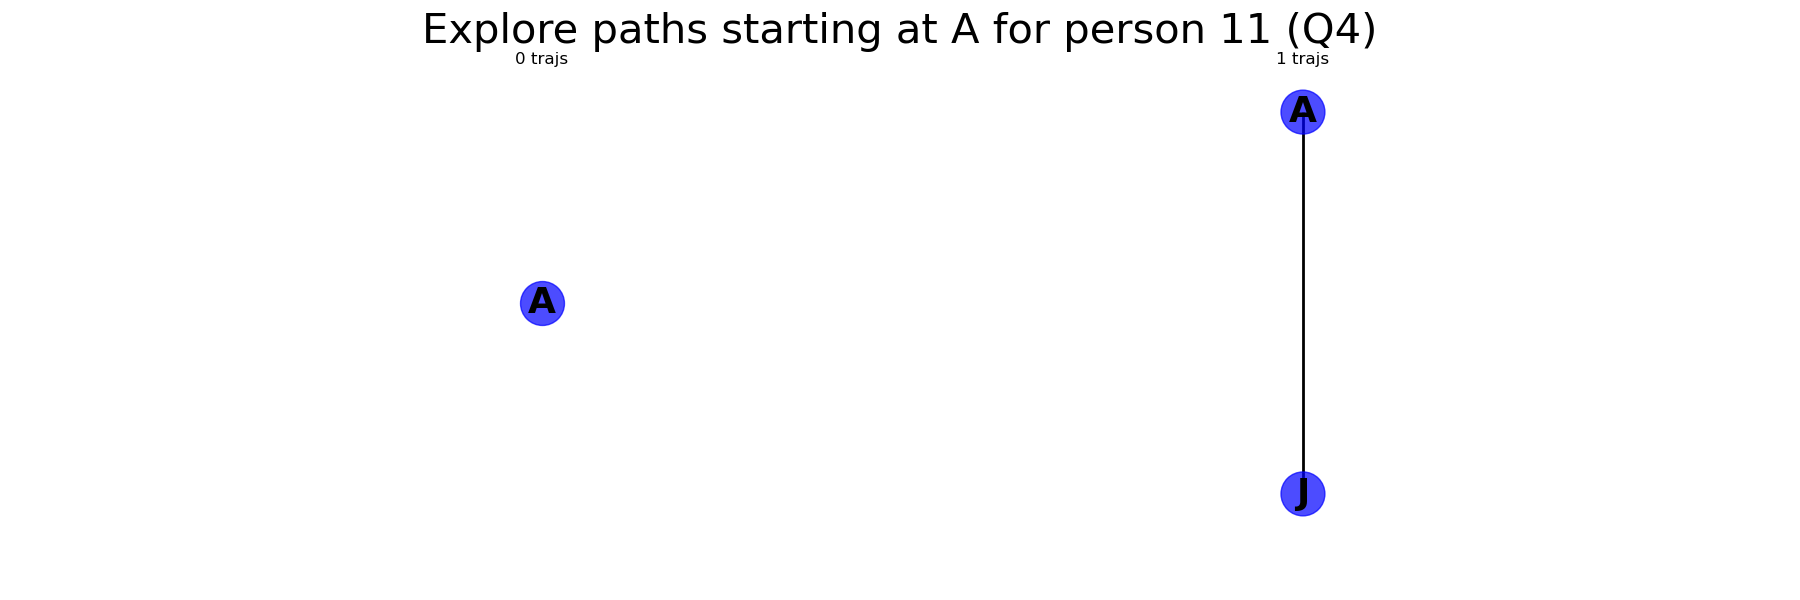 Explore paths starting at A for person 11 (Q4)
0 trajs
1 trajs
A
A
J